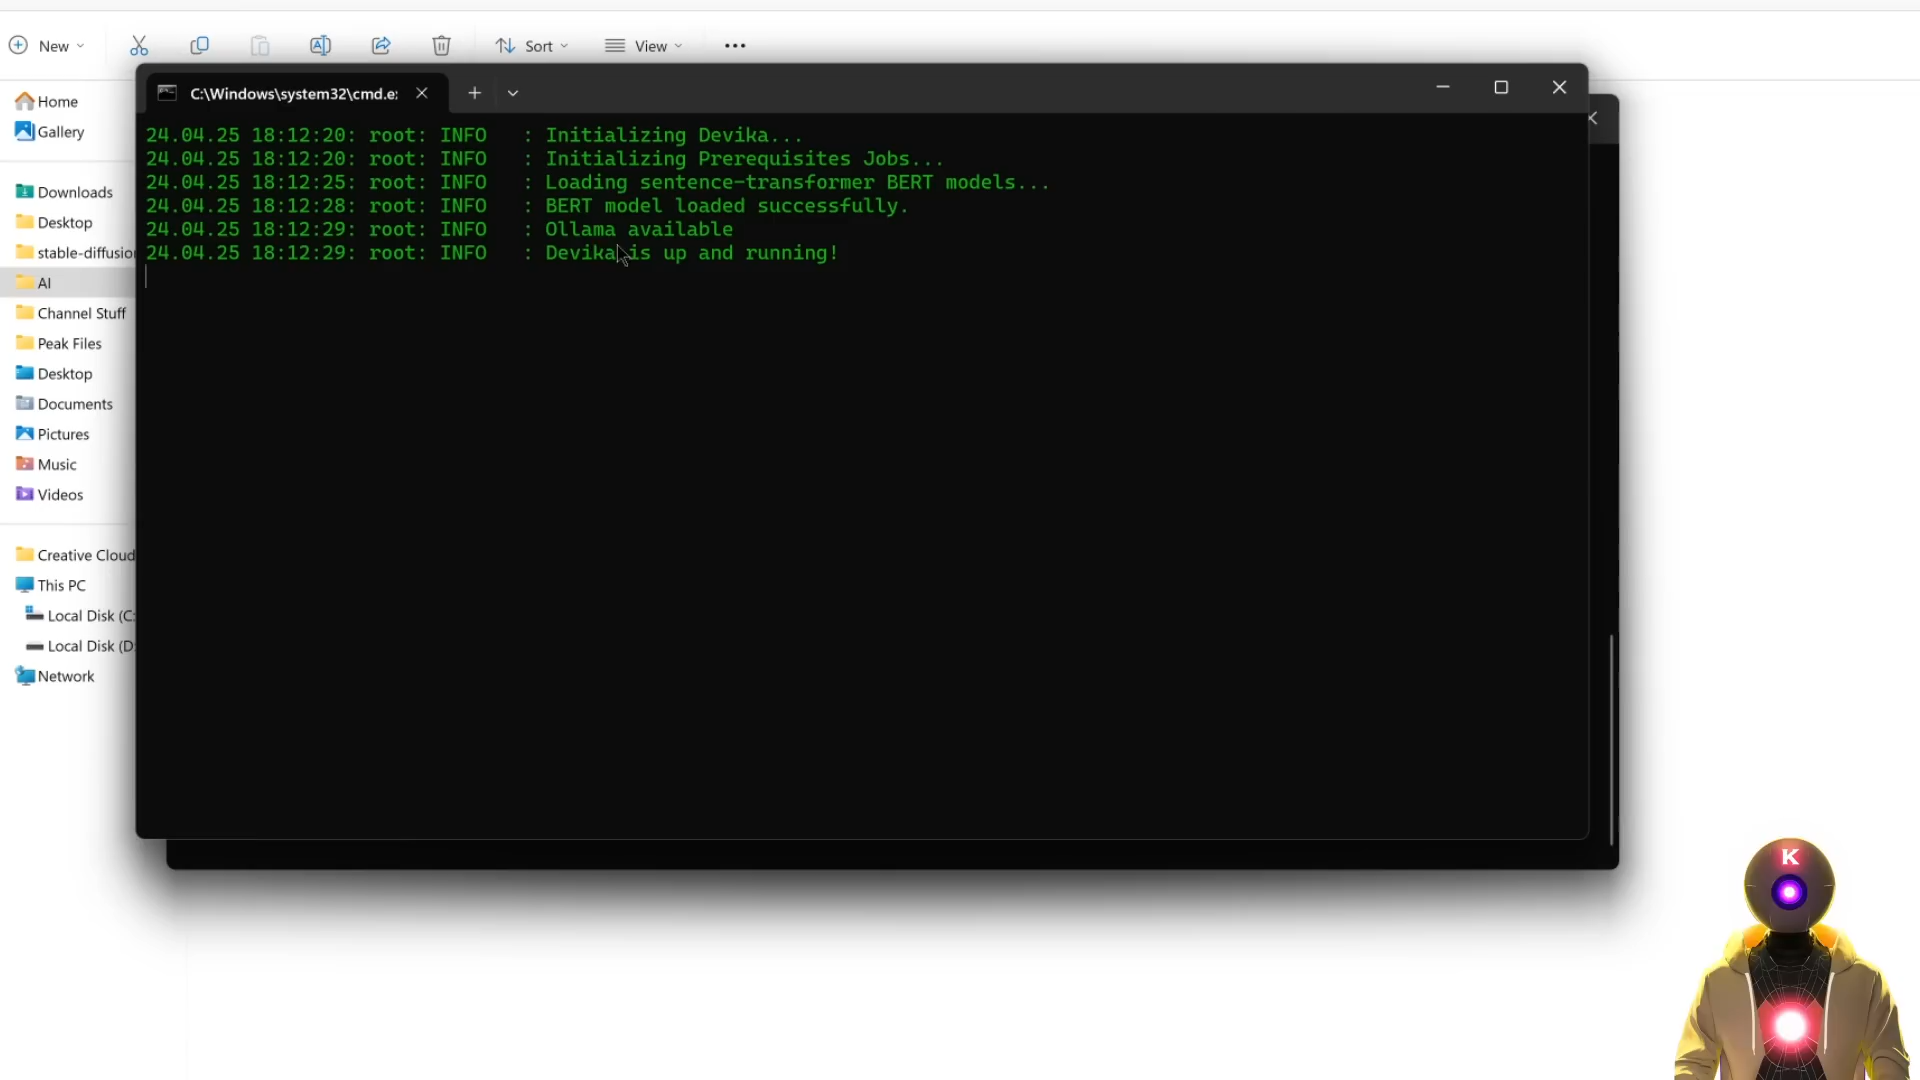 New
Sort
View
C:\Windows\system32\cmd.e
Home
Gallery
Downloads
Desktop
stable-diffusion
AI
Channel Stuff
Peak Files
Desktop
Documents
Pictures
Music
Videos
Creative Cloud
This PC
Local Disk (C:
Local Disk (D:
Network
24.04.25 18:12:20: root: INFO   : Initializing Devika...
24.04.25 18:12:20: root: INFO   : Initializing Prerequisites Jobs...
24.04.25 18:12:25: root: INFO   : Loading sentence-transformer BERT models...
24.04.25 18:12:28: root: INFO   : BERT model loaded successfully.
24.04.25 18:12:29: root: INFO   : Ollama available
24.04.25 18:12:29: root: INFO   : Devika is up and running!
K